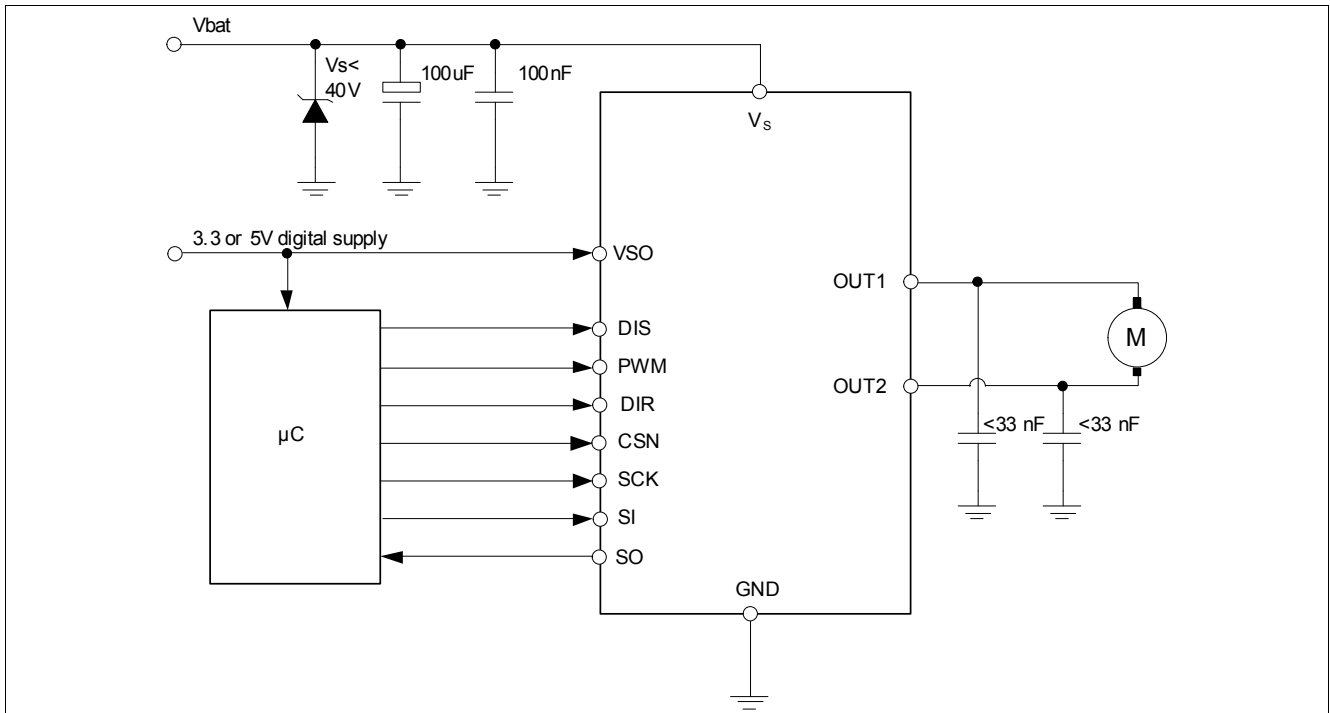 Vbat
Vs<
40V
100uF
100nF
VS
3.3 or 5V digital supply
VSO
OUT1
DIS
PWM
M
DIR
OUT2
µC
CSN
<33 nF
<33 nF
SCK
SI
SO
GND